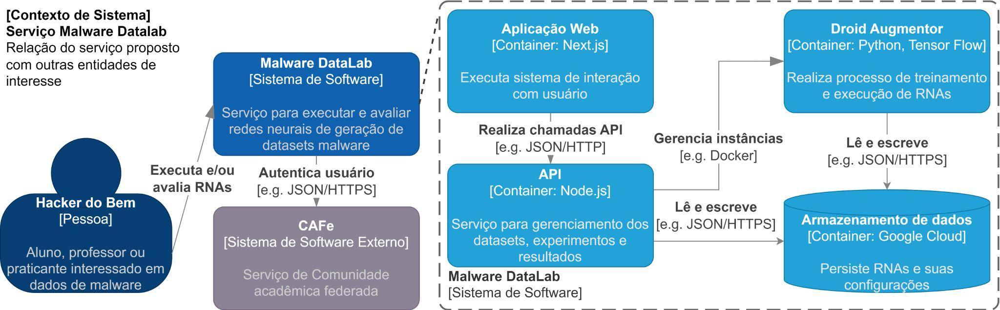 [Contexto de Sistema]
Serviço Malware Datalab
Relação do serviço proposto
com outras entidades de
interesse
Hacker do Bem
[Pessoa]
Aluno, professor ou
praticante interessado em
dados de malware
Executa e/ou
avalia RNAs
Malware DataLab
[Sistema de Software]
Serviço para executar e avaliar
redes neurais de geração de
datasets malware
Autentica usuário
[e.g. JSON/HTTPS]
CAFe
[Sistema de Software Externo]
Serviço de Comunidade
acadêmica federada
Aplicação Web
[Container: Next.js]
Executa sistema de interação
com usuário
Realiza chamadas API
[e.g. JSON/HTTP]
API
[Container: Node.js]
Serviço para gerenciamento dos
datasets, experimentos e
resultados
Malware DataLab
[Sistema de Software]
Gerencia instâncias
[e.g. Docker]
Lê e escreve
[e.g. JSON/HTTPS]
Droid Augmentor
[Container: Python, Tensor Flow]
Realiza processo de treinamento
e execução de RNAs
Lê e escreve
[e.g. JSON/HTTPS]
Armazenamento de dados
[Container: Google Cloud]
Persiste RNAs e suas
configurações